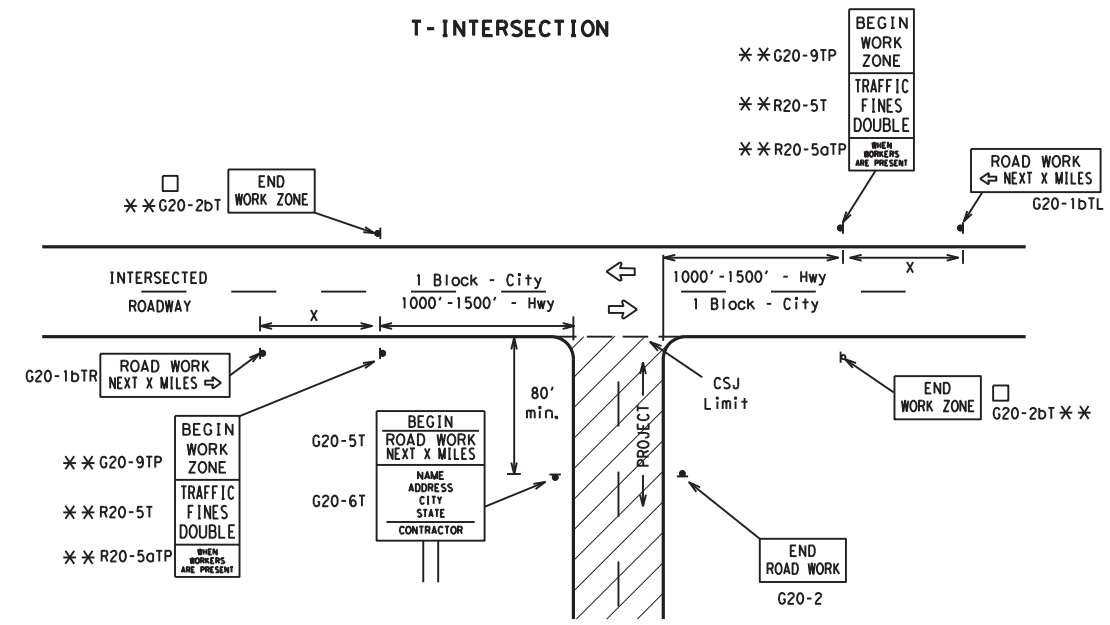 T-INTERSECTION
BEGIN
WORK
ZONE
✳✳G20-9TP
TRAFFIC
FINES
DOUBLE
✳✳R20-5T
WHEN
WORKERS
ARE PRESENT
✳✳R20-5aTP
ROAD WORK
⇦ NEXT X MILES
G20-1bTL
END
WORK ZONE
□
✳✳G20-2bT
INTERSECTED
ROADWAY
1 Block - City
1000'-1500' - Hwy
1000'-1500' - Hwy
1 Block - City
X
X
G20-1bTR
ROAD WORK
NEXT X MILES ⇨
80'
min.
PROJECT
CSJ
Limit
END
WORK ZONE
□
G20-2bT ✳✳
BEGIN
WORK
ZONE
✳✳G20-9TP
TRAFFIC
FINES
DOUBLE
✳✳R20-5T
WHEN
WORKERS
ARE PRESENT
✳✳R20-5aTP
G20-5T
BEGIN
ROAD WORK
NEXT X MILES
G20-6T
NAME
ADDRESS
CITY
STATE
CONTRACTOR
END
ROAD WORK
G20-2